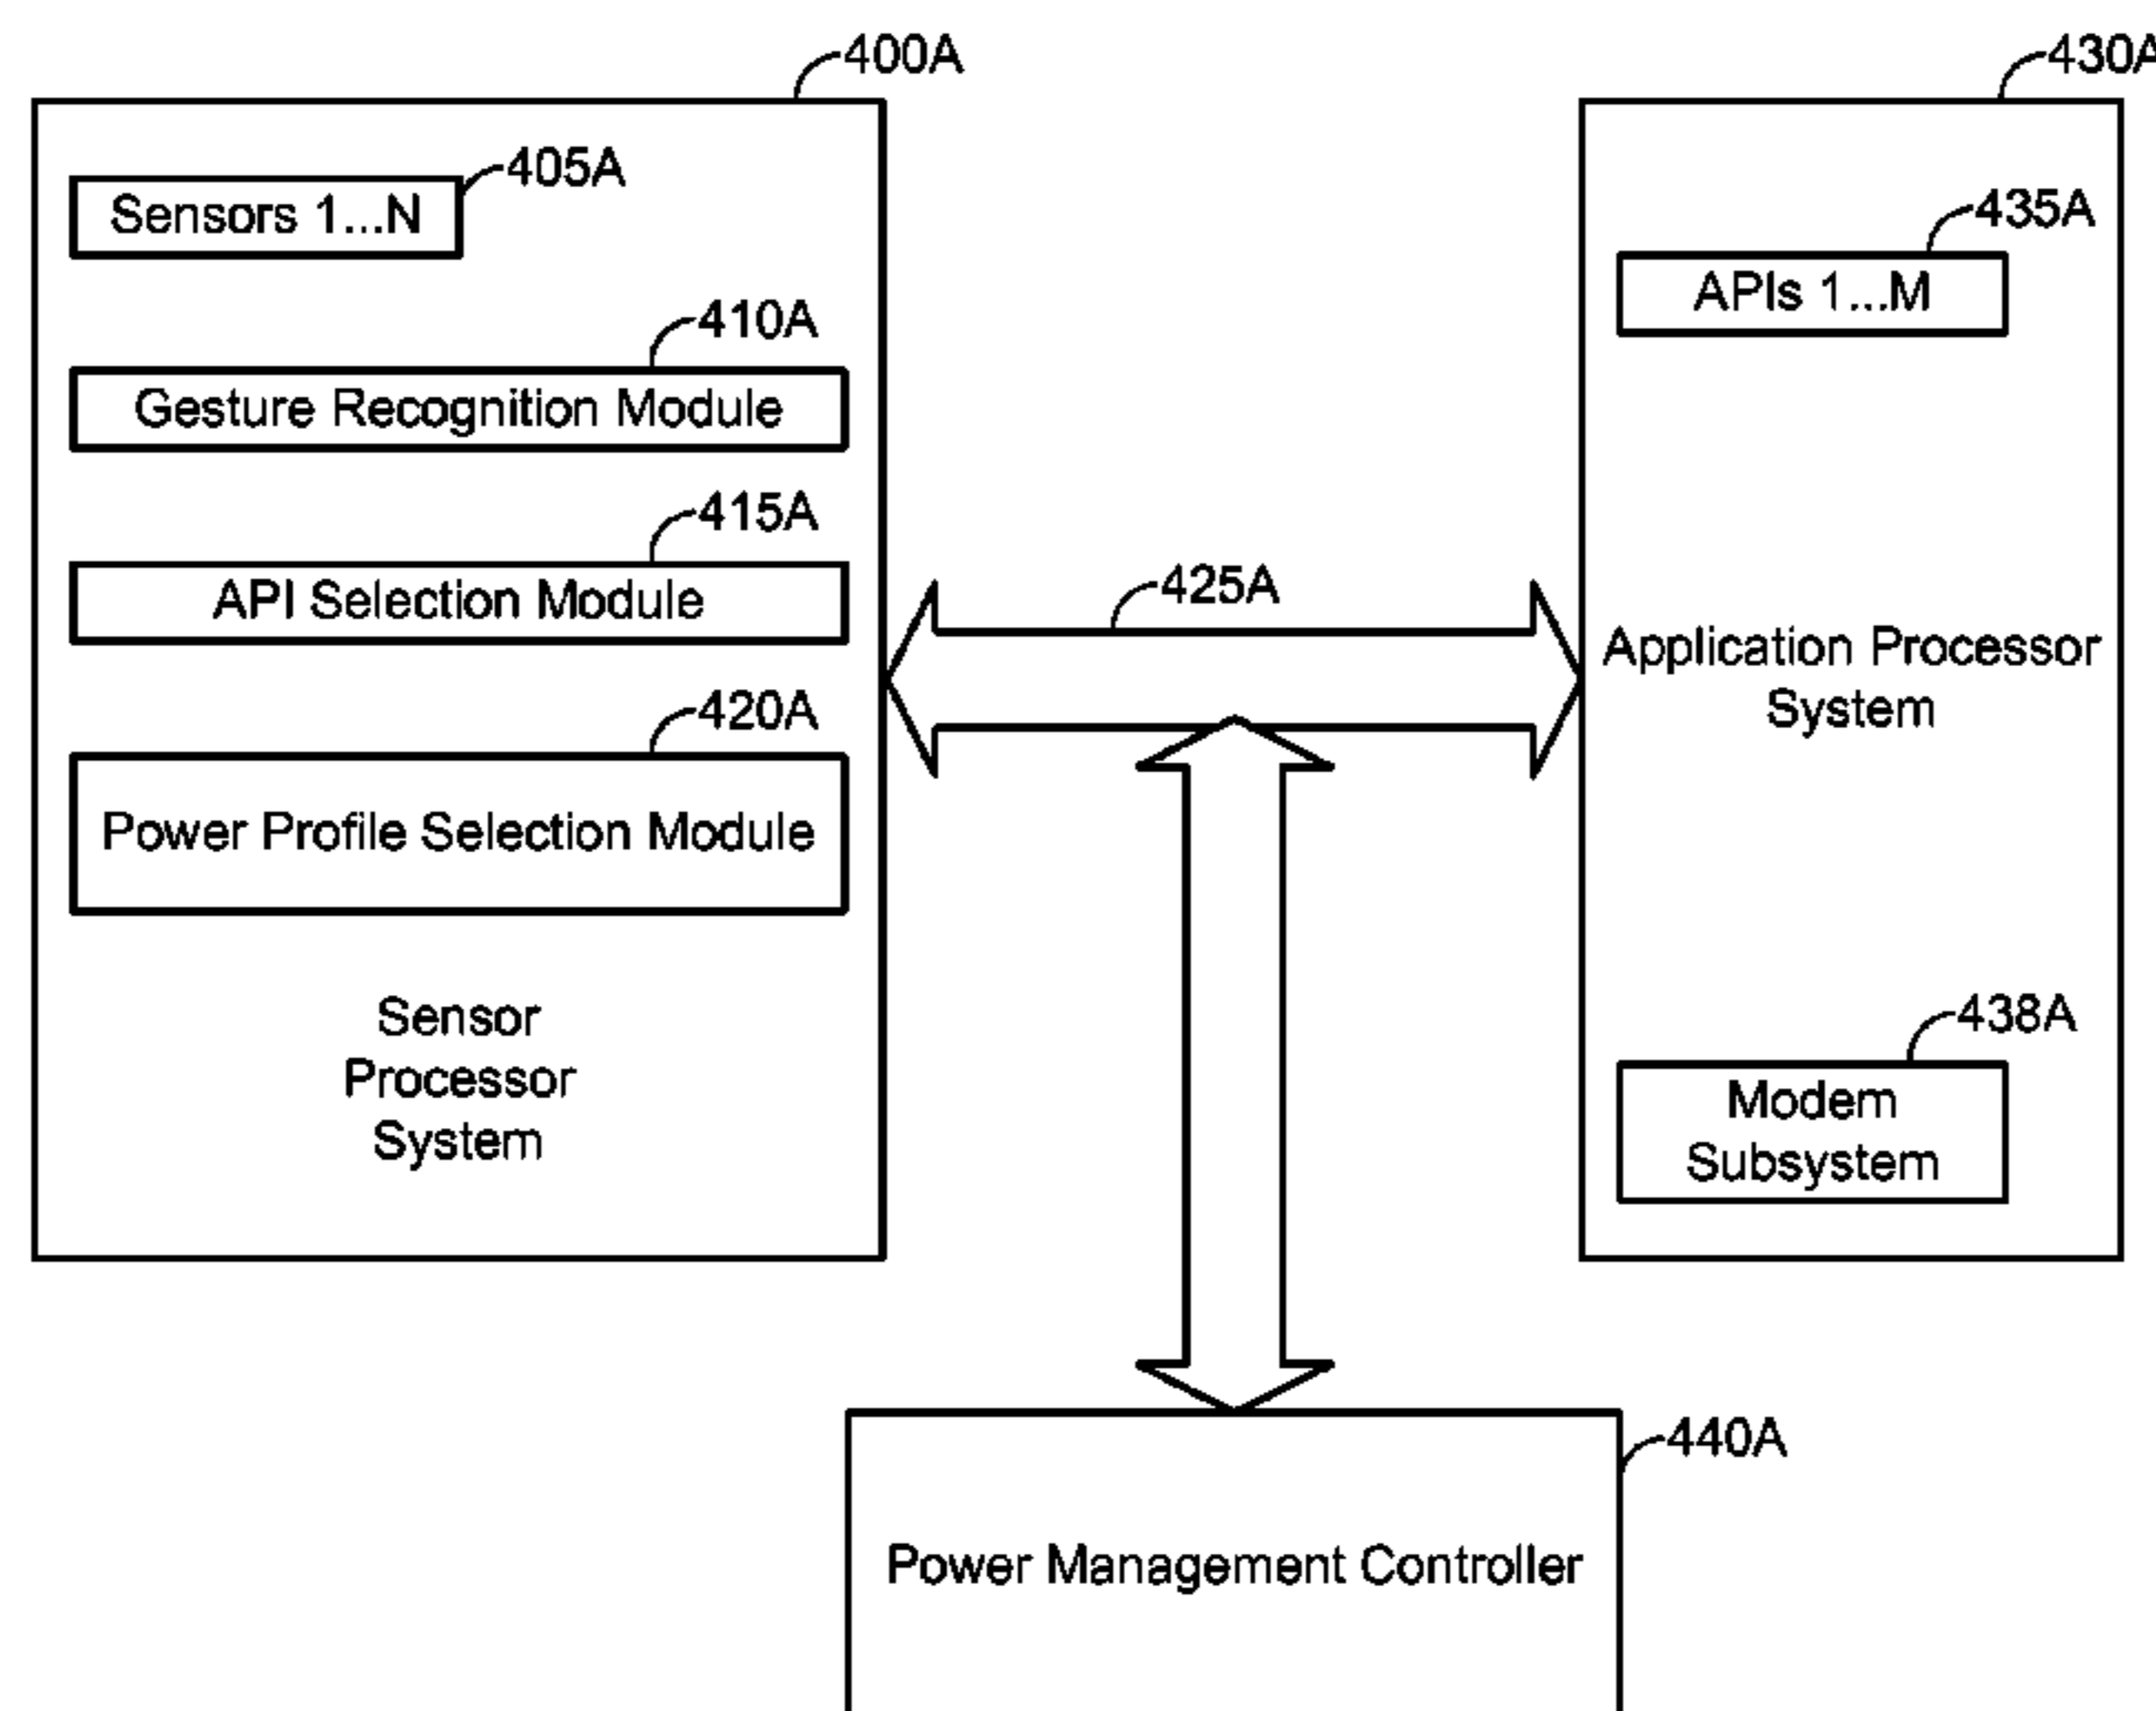 400A
430A
405A
Sensors 1...N
435A
APIs 1...M
410A
Gesture Recognition Module
415A
API Selection Module
425A
Application Processor
System
420A
Power Profile Selection Module
Sensor
Processor
System
438A
Modem
Subsystem
440A
Power Management Controller